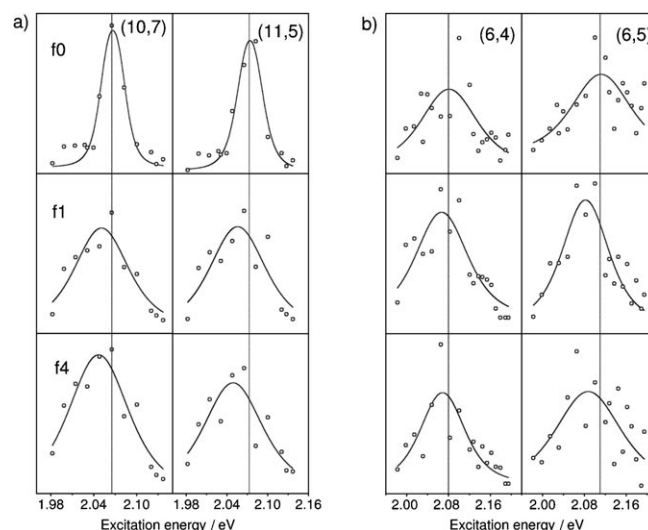 a)
(10,7)
(11,5)
f0
f1
f4
1.98
2.04
2.10
2.04
2.10
2.16
Excitation energy / eV
b)
(6,4)
(6,5)
2.00
2.08
2.16
2.00
2.08
2.16
Excitation energy / eV